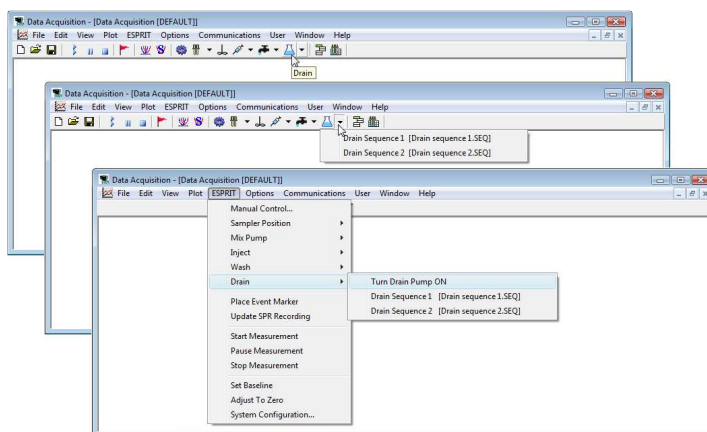 Data Acquisition - [Data Acquisition [DEFAULT]]
File Edit View Plot ESPRIT Options Communications User Window Help
Drain
Data Acquisition - [Data Acquisition [DEFAULT]]
File Edit View Plot ESPRIT Options Communications User Window Help
Drain Sequence 1 [Drain sequence 1.SEQ]
Drain Sequence 2 [Drain sequence 2.SEQ]
Data Acquisition - [Data Acquisition [DEFAULT]]
File Edit View Plot ESPRIT Options Communications User Window Help
Manual Control...
Sampler Position
Mix Pump
Inject
Wash
Drain
Turn Drain Pump ON
Drain Sequence 1 [Drain sequence 1.SEQ]
Drain Sequence 2 [Drain sequence 2.SEQ]
Place Event Marker
Update SPR Recording
Start Measurement
Pause Measurement
Stop Measurement
Set Baseline
Adjust To Zero
System Configuration...